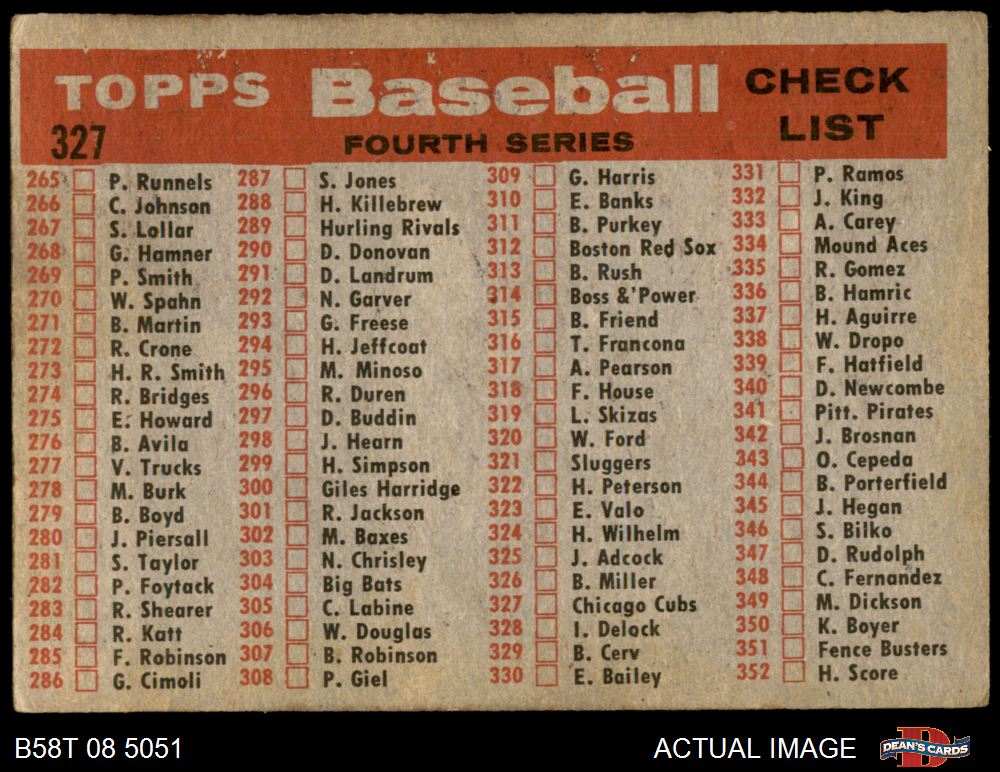 TOPPS Baseball CHECK LIST
327 FOURTH SERIES
265 P. Runnels
266 C. Johnson
267 S. Lollar
268 G. Hamner
269 P. Smith
270 W. Spahn
271 B. Martin
272 R. Crone
273 H. R. Smith
274 R. Bridges
275 E. Howard
276 B. Avila
277 V. Trucks
278 M. Burk
279 B. Boyd
280 J. Piersall
281 S. Taylor
282 P. Foytack
283 R. Shearer
284 R. Katt
285 F. Robinson
286 G. Cimoli
287 S. Jones
288 H. Killebrew
289 Hurling Rivals
290 D. Donovan
291 D. Landrum
292 N. Garver
293 G. Freese
294 H. Jeffcoat
295 M. Minoso
296 R. Duren
297 D. Buddin
298 J. Hearn
299 H. Simpson
300 Giles Harridge
301 R. Jackson
302 M. Baxes
303 N. Chrisley
304 Big Bats
305 C. Labine
306 W. Douglas
307 B. Robinson
308 P. Giel
309 G. Harris
310 E. Banks
311 B. Purkey
312 Boston Red Sox
313 B. Rush
314 Boss &'Power
315 B. Friend
316 T. Francona
317 A. Pearson
318 F. House
319 L. Skizas
320 W. Ford
321 Sluggers
322 H. Peterson
323 E. Valo
324 H. Wilhelm
325 J. Adcock
326 B. Miller
327 Chicago Cubs
328 I. Delock
329 B. Cerv
330 E. Bailey
331 P. Ramos
332 J. King
333 A. Carey
334 Mound Aces
335 R. Gomez
336 B. Hamric
337 H. Aguirre
338 W. Dropo
339 F. Hatfield
340 D. Newcombe
341 Pitt. Pirates
342 J. Brosnan
343 O. Cepeda
344 B. Porterfield
345 J. Hegan
346 S. Bilko
347 D. Rudolph
348 C. Fernandez
349 M. Dickson
350 K. Boyer
351 Fence Busters
352 H. Score
B58T 08 5051 ACTUAL IMAGE DEAN'S CARDS